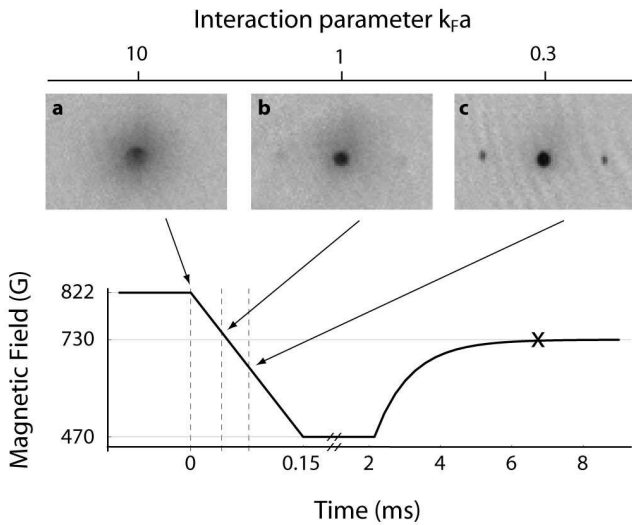 Interaction parameter kFa
10 1 0.3
a b c
Magnetic Field (G)
822
730
470
X
0 0.15 2 4 6 8
Time (ms)